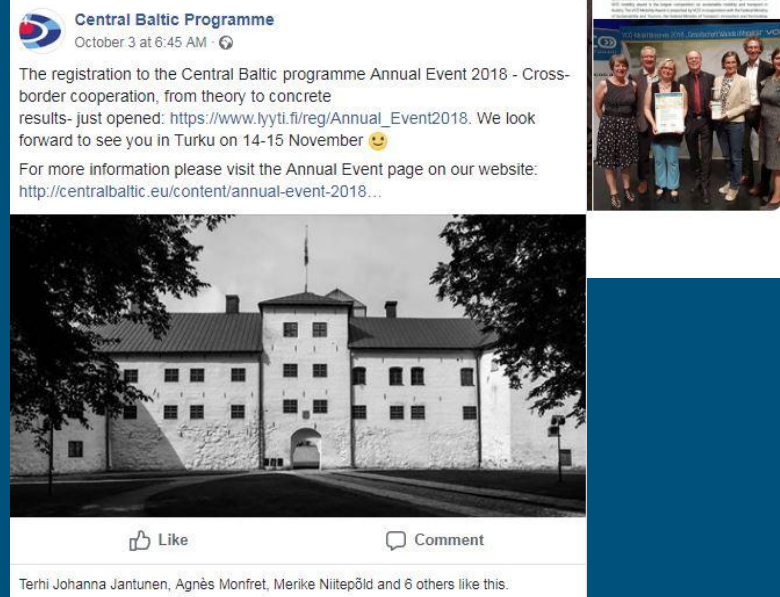 Central Baltic Programme
October 3 at 6:45 AM ·
The registration to the Central Baltic programme Annual Event 2018 - Cross-
border cooperation, from theory to concrete
results- just opened: https://www.lyyti.fi/reg/Annual_Event2018. We look
forward to see you in Turku on 14-15 November
For more information please visit the Annual Event page on our website:
http://centralbaltic.eu/content/annual-event-2018...
Like
Comment
Terhi Johanna Jantunen, Agnès Monfret, Merike Niitepõld and 6 others like this.